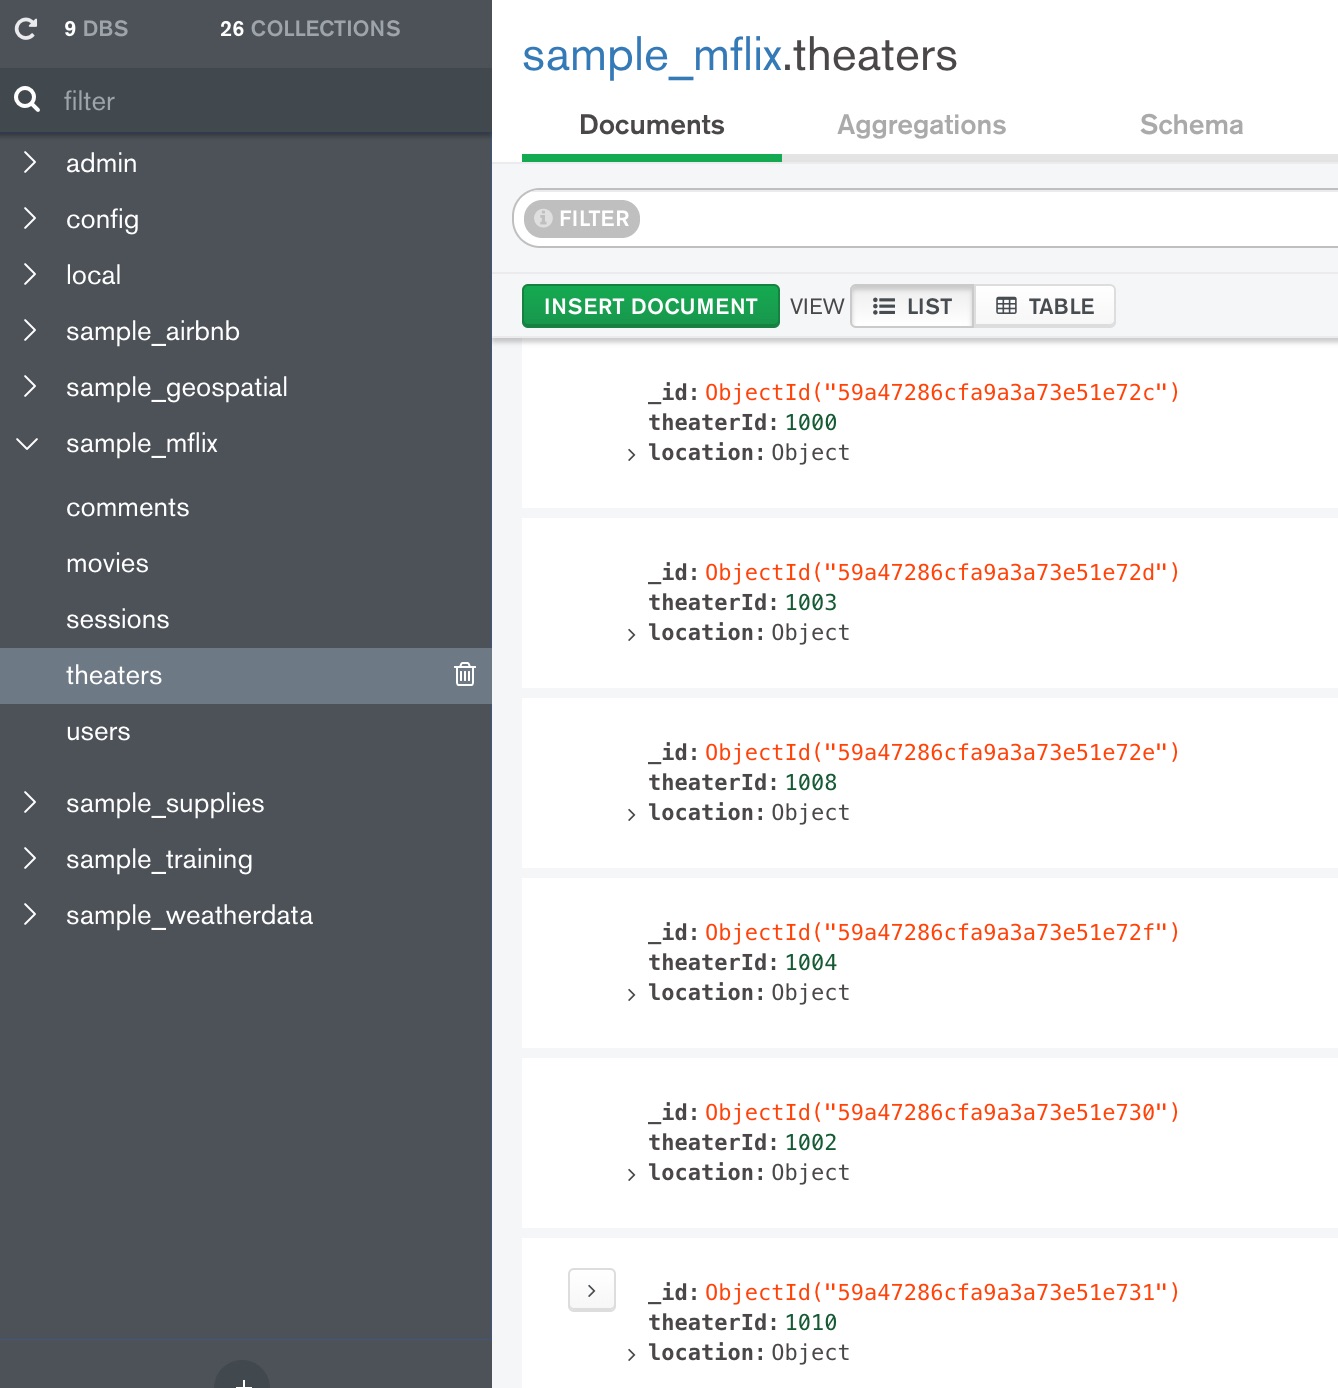 9 DBS 26 COLLECTIONS
filter
admin
config
local
sample_airbnb
sample_geospatial
sample_mflix
comments
movies
sessions
theaters
users
sample_supplies
sample_training
sample_weatherdata
sample_mflix.theaters
Documents Aggregations Schema
FILTER
INSERT DOCUMENT VIEW LIST TABLE
_id: ObjectId("59a47286cfa9a3a73e51e72c")
theaterId: 1000
location: Object
_id: ObjectId("59a47286cfa9a3a73e51e72d")
theaterId: 1003
location: Object
_id: ObjectId("59a47286cfa9a3a73e51e72e")
theaterId: 1008
location: Object
_id: ObjectId("59a47286cfa9a3a73e51e72f")
theaterId: 1004
location: Object
_id: ObjectId("59a47286cfa9a3a73e51e730")
theaterId: 1002
location: Object
_id: ObjectId("59a47286cfa9a3a73e51e731")
theaterId: 1010
location: Object